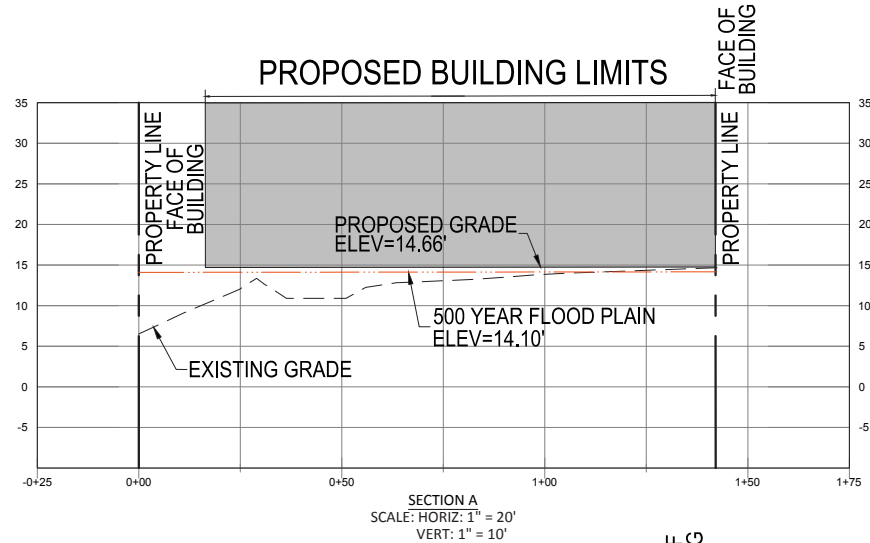 PROPOSED BUILDING LIMITS
FACE OF
BUILDING
35
30
25
20
15
10
5
0
-5
35
30
25
20
15
10
5
0
-5
PROPERTY LINE
FACE OF
BUILDING
PROPERTY LINE
PROPOSED GRADE
ELEV=14.66'
500 YEAR FLOOD PLAIN
ELEV=14.10'
EXISTING GRADE
-0+25 0+00 0+50 1+00 1+50 1+75
SECTION A
SCALE: HORIZ: 1" = 20'
VERT: 1" = 10'